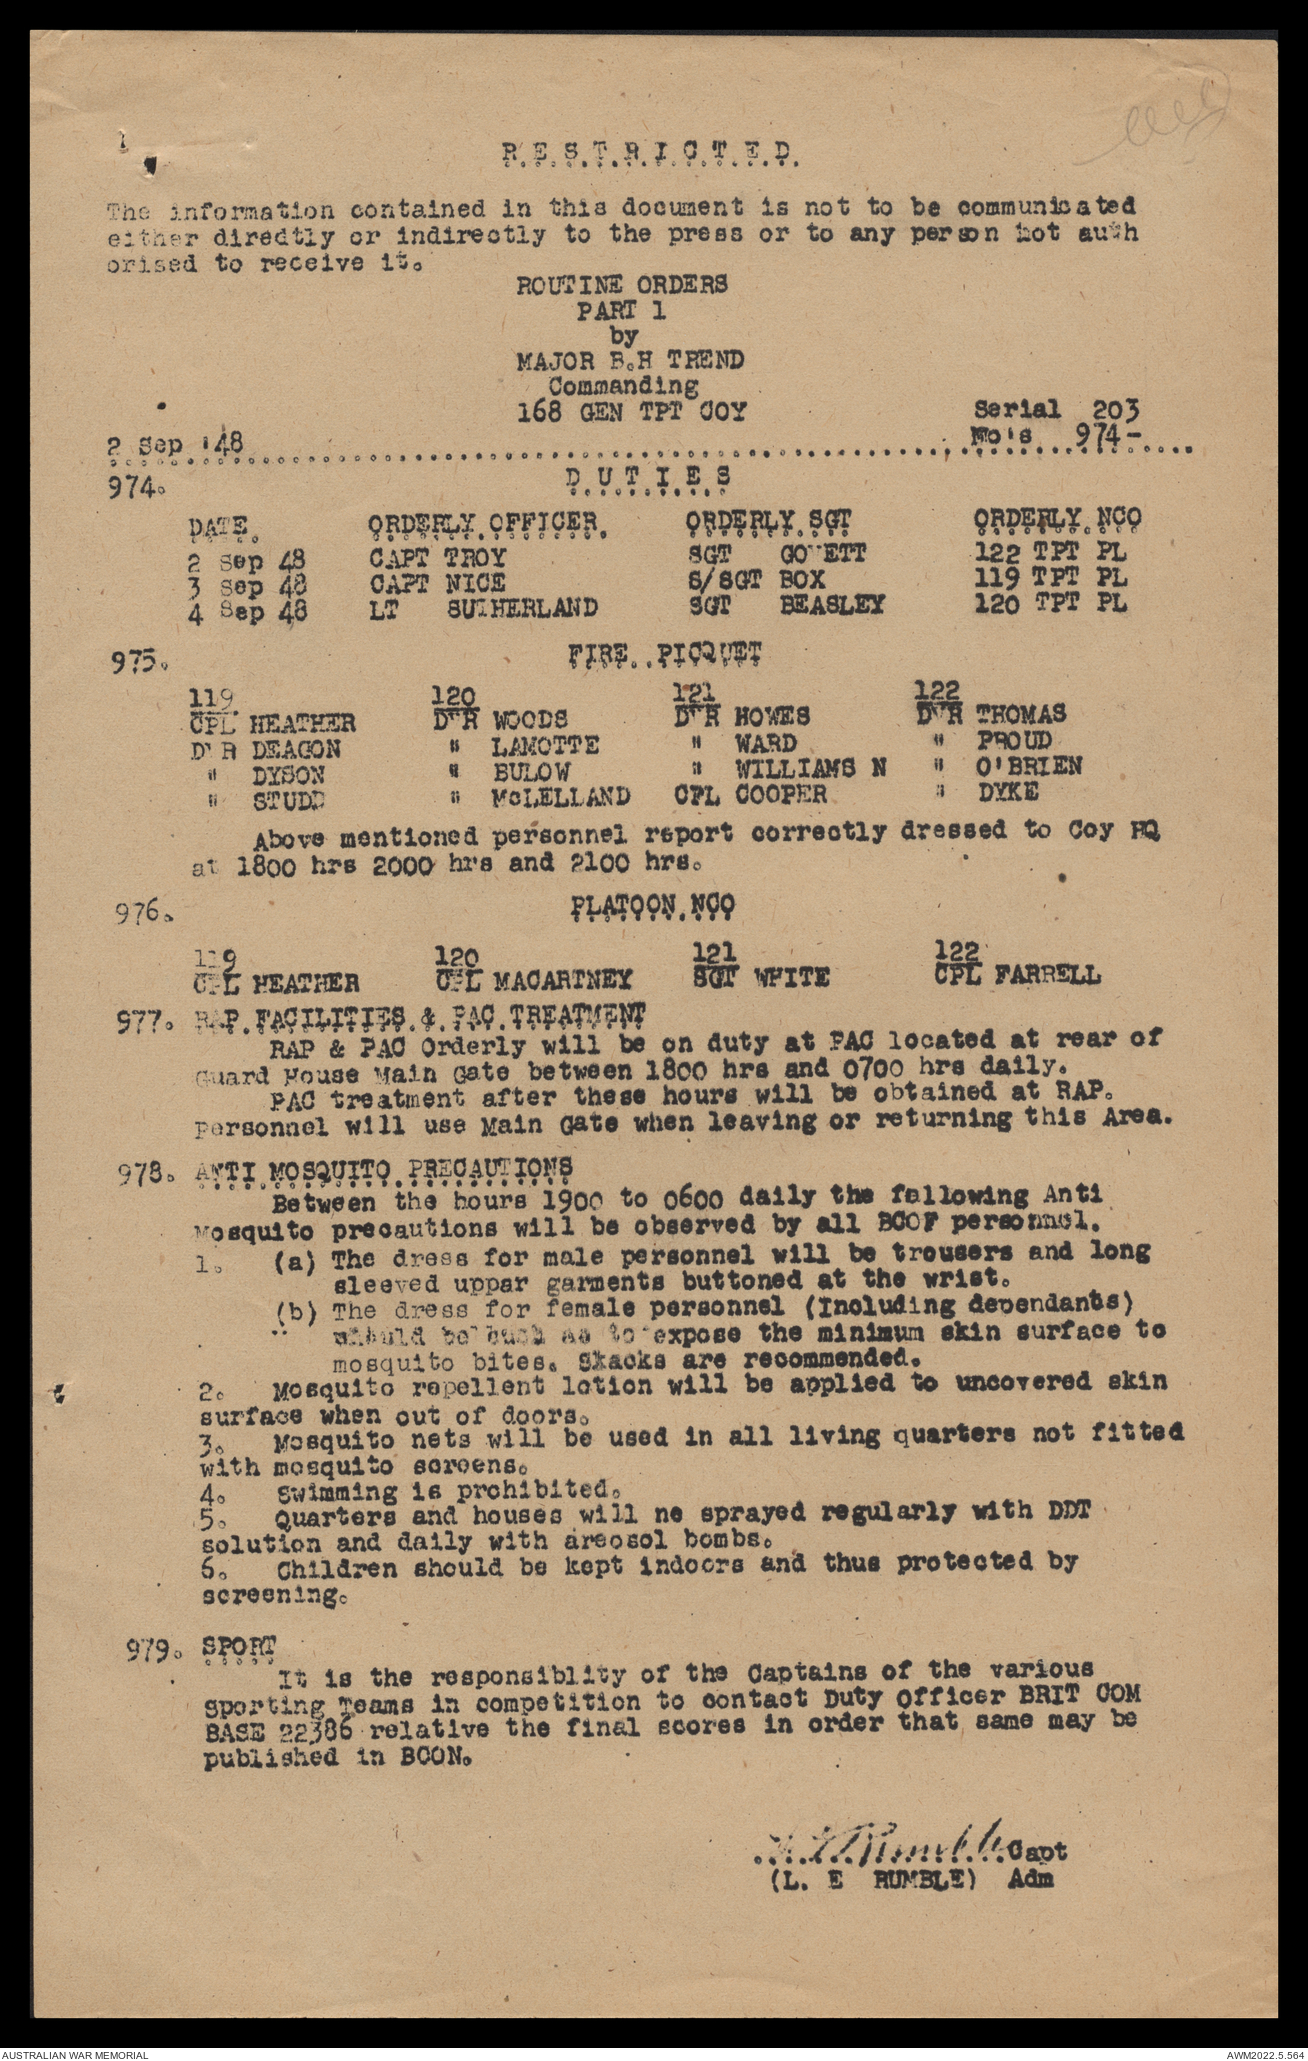 1
R.E.S.T.R.I.C.T.E.D.
The information contained in this document is not to be communicated
either diredtly or indirectly to the press or to any person not auth
orised to receive it.
ROUTINE ORDERS
PART 1
by
MAJOR B.H TREND
Commanding
168 GEN TPT COY
Serial 203
2 Sep '48
No's 974-
974. D U T I E S
DATE ORDERLY OFFICER ORDERLY SGT ORDERLY NCO
2 Sep 48 CAPT TROY SGT 122 TPT PL
3 Sep 48 CAPT NICE S/SGT BOX 119 TPT PL
4 Sep 48 LT SUTHERLAND SGT BEASLEY 120 TPT PL
975. FIRE PICQUET
119 120 121 122
CPL HEATHER DVR WOODS DVR HOWES DVR THOMAS
DVR DEACON " LAMOTTE " WARD " PROUD
" DYSON " BULOW " WILLIAMS N " O'BRIEN
" STUDD " McLELLAND CPL COOPER " DYKE
Above mentioned personnel report correctly dressed to Coy HQ
at 1800 hrs 2000 hrs and 2100 hrs.
976. PLATOON NCO
119 120 121 122
CPL HEATHER CPL MACARTNEY SGT WHITE CPL FARRELL
977. RAP FACILITIES & PAC TREATMENT
RAP & PAC Orderly will be on duty at PAC located at rear of
Guard House Main Gate between 1800 hrs and 0700 hrs daily.
PAC treatment after these hours will be obtained at RAP.
Personnel will use Main Gate when leaving or returning this Area.
978. ANTI MOSQUITO PRECAUTIONS
Between the hours 1900 to 0600 daily the following Anti
Mosquito precautions will be observed by all BCOF personnel.
1. (a) The dress for male personnel will be trousers and long
sleeved uppar garments buttoned at the wrist.
(b) The dress for female personnel (Including dependants)
should be such as to expose the minimum skin surface to
mosquito bites. Skacks are recommended.
2. Mosquito repellent lotion will be applied to uncovered skin
surface when out of doors.
3. Mosquito nets will be used in all living quarters not fitted
with mosquito screens.
4. Swimming is prohibited.
5. Quarters and houses will ne sprayed regularly with DDT
solution and daily with areosol bombs.
6. Children should be kept indoors and thus protected by
screening.
979. SPORT
It is the responsiblity of the Captains of the various
Sporting Teams in competition to contact Duty Officer BRIT COM
BASE 22386 relative the final scores in order that same may be
published in BCON.
L. E Rumble Capt
(L. E RUMBLE) Adm
AUSTRALIAN WAR MEMORIAL
AWM2022.5.564